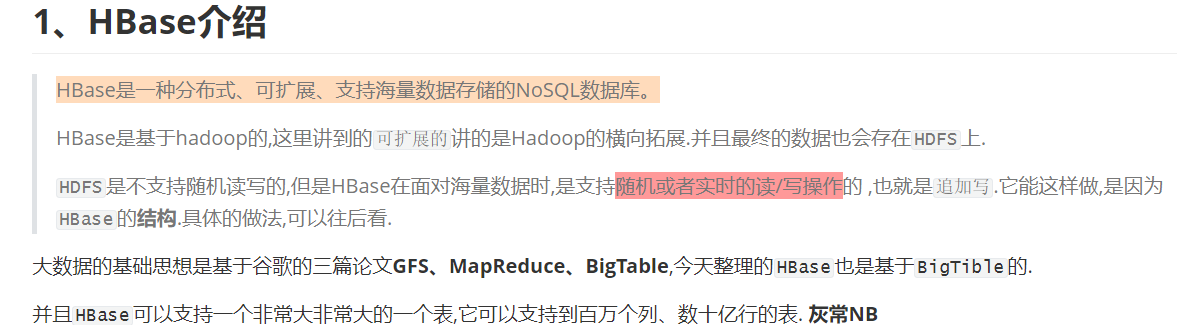 1、HBase介绍
HBase是一种分布式、可扩展、支持海量数据存储的NoSQL数据库。
HBase是基于hadoop的,这里讲到的可扩展的讲的是Hadoop的横向拓展.并且最终的数据也会存在HDFS上.
HDFS是不支持随机读写的,但是HBase在面对海量数据时,是支持随机或者实时的读/写操作的 ,也就是追加写.它能这样做,是因为
HBase的结构.具体的做法,可以往后看.
大数据的基础思想是基于谷歌的三篇论文GFS、MapReduce、BigTable,今天整理的HBase也是基于BigTible的.
并且HBase可以支持一个非常大非常大的一个表,它可以支持到百万个列、数十亿行的表. 灰常NB